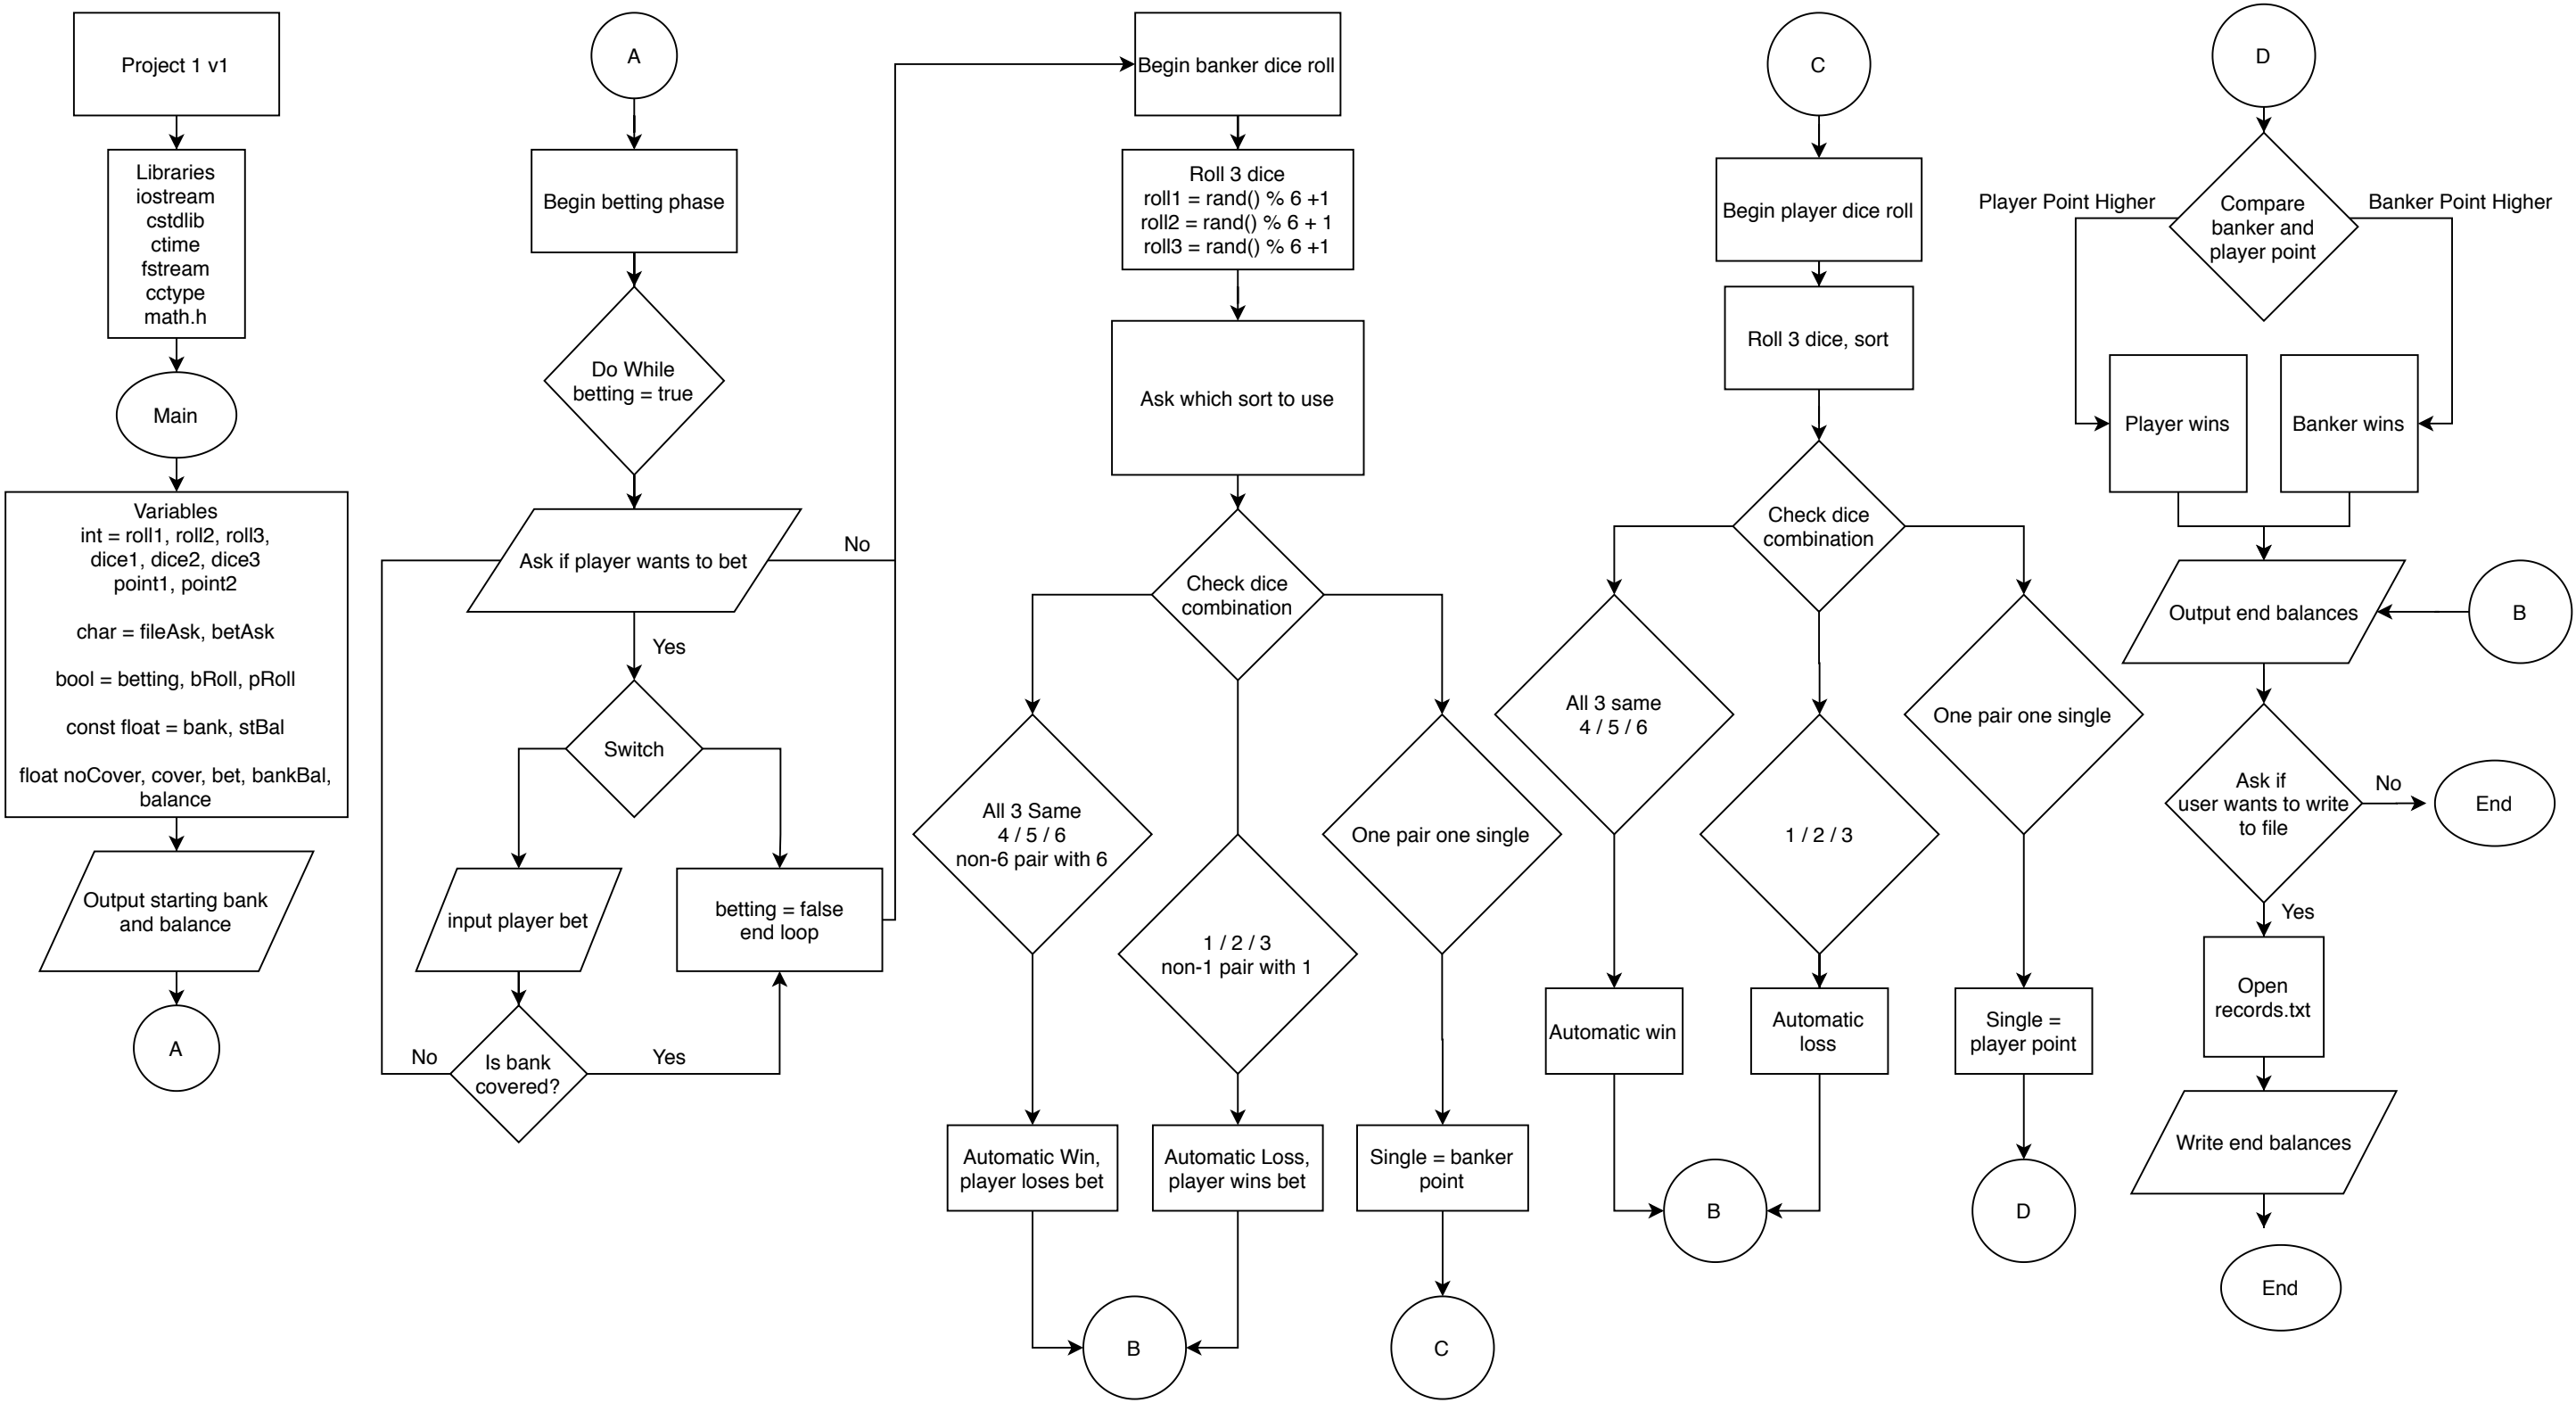 Project 1 v1
Libraries
iostream
cstdlib
ctime
fstream
cctype
math.h
Main
Variables
int = roll1, roll2, roll3,
dice1, dice2, dice3
point1, point2
char = fileAsk, betAsk
bool = betting, bRoll, pRoll
const float = bank, stBal
float noCover, cover, bet, bankBal,
balance
Output starting bank
and balance
A
A
Begin betting phase
Do While
betting = true
Ask if player wants to bet
No
Yes
Switch
input player bet
betting = false
end loop
Is bank
covered?
No
Yes
Begin banker dice roll
Roll 3 dice
roll1 = rand() % 6 +1
roll2 = rand() % 6 + 1
roll3 = rand() % 6 +1
Ask which sort to use
Check dice
combination
All 3 Same
4 / 5 / 6
non-6 pair with 6
1 / 2 / 3
non-1 pair with 1
One pair one single
Automatic Win,
player loses bet
Automatic Loss,
player wins bet
Single = banker
point
B
C
C
Begin player dice roll
Roll 3 dice, sort
Check dice
combination
All 3 same
4 / 5 / 6
1 / 2 / 3
One pair one single
Automatic win
Automatic
loss
Single =
player point
B
D
D
Compare
banker and
player point
Player Point Higher
Banker Point Higher
Player wins
Banker wins
Output end balances
B
Ask if
user wants to write
to file
No
End
Yes
Open
records.txt
Write end balances
End